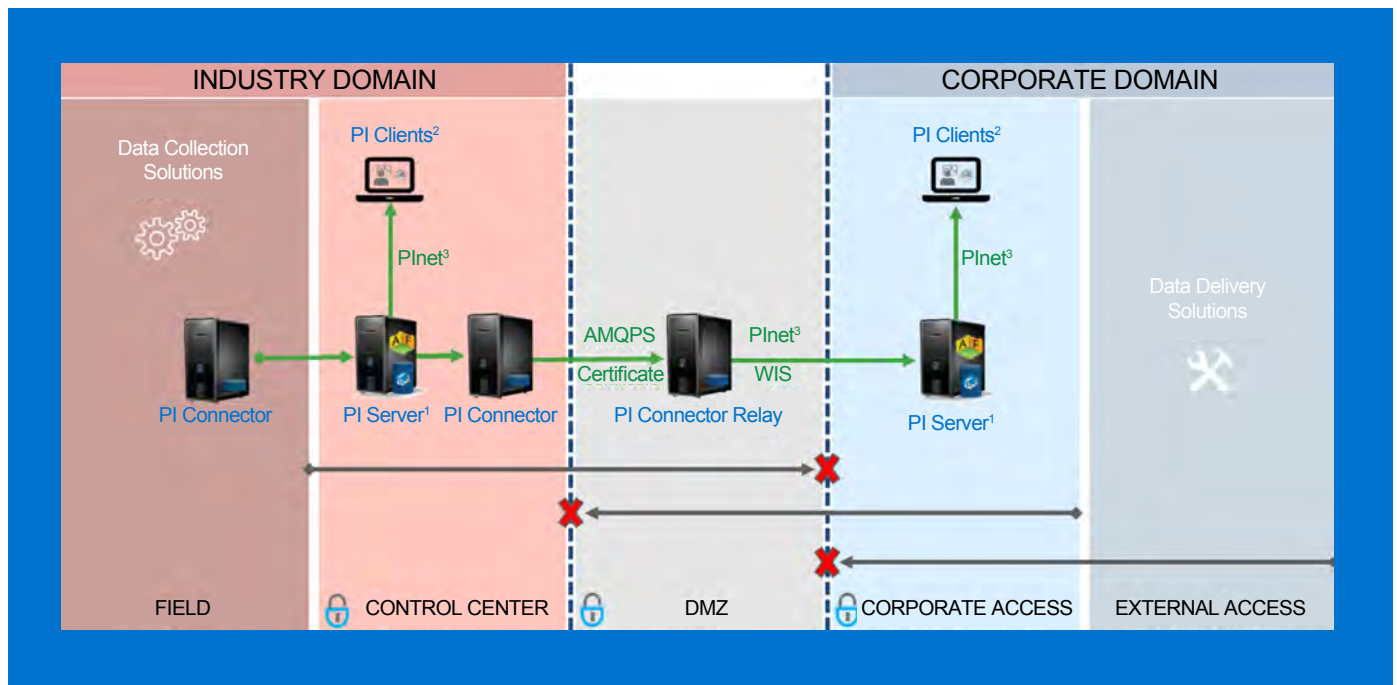 INDUSTRY DOMAIN
CORPORATE DOMAIN
Data Collection
Solutions
PI Clients²
PI Clients²
PInet³
PInet³
Data Delivery
Solutions
AF
AF
AMQPS
Certificate
PInet³
WIS
PI Connector
PI Server¹
PI Connector
PI Connector Relay
PI Server¹
FIELD
CONTROL CENTER
DMZ
CORPORATE ACCESS
EXTERNAL ACCESS